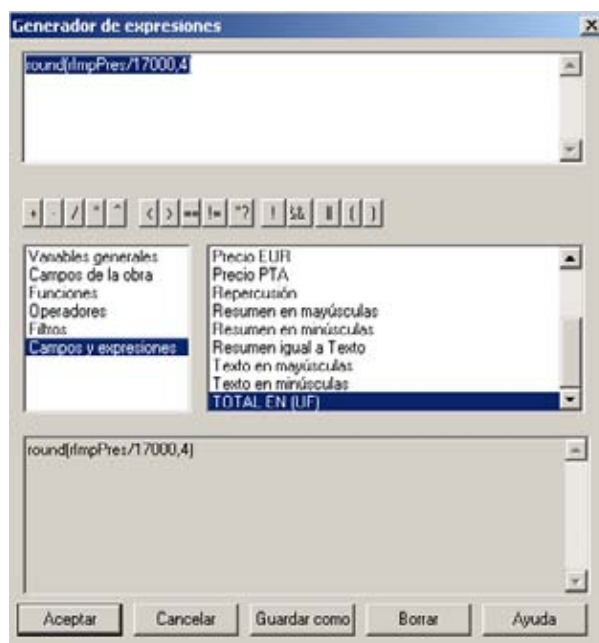 Generador de expresiones
round(rImpPres/17000,4)
+ - / * ^ < > == != *? ! && || ( )
Variables generales
Campos de la obra
Funciones
Operadores
Filtros
Campos y expresiones
Precio EUR
Precio PTA
Repercusión
Resumen en mayúsculas
Resumen en minúsculas
Resumen igual a Texto
Texto en mayúsculas
Texto en minúsculas
TOTAL EN (UF)
round(rImpPres/17000,4)
Aceptar Cancelar Guardar como Borrar Ayuda